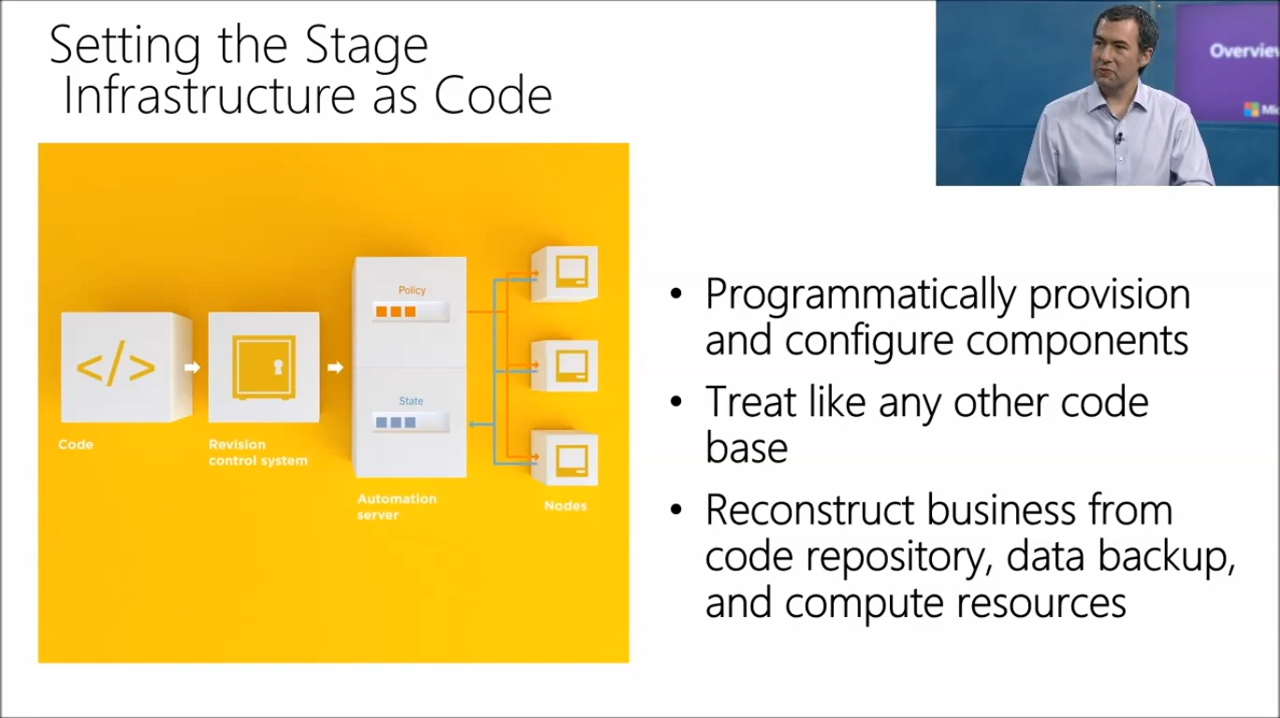 Setting the Stage
Infrastructure as Code
Overview
Policy
State
Code
Revision
control system
Automation
server
Nodes
• Programmatically provision
and configure components
• Treat like any other code
base
• Reconstruct business from
code repository, data backup,
and compute resources